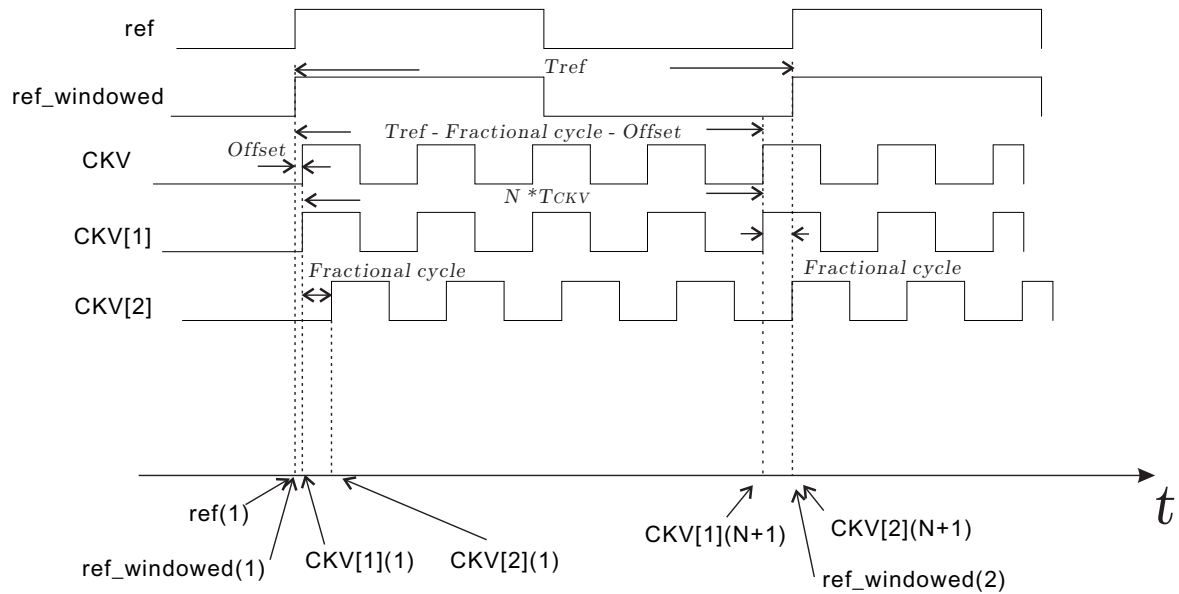 ref
Tref
ref_windowed
Tref - Fractional cycle - Offset
Offset
CKV
N *TCKV
CKV[1]
Fractional cycle
Fractional cycle
CKV[2]
t
ref(1)
CKV[1](N+1)
CKV[2](N+1)
ref_windowed(1)
CKV[1](1)
CKV[2](1)
ref_windowed(2)